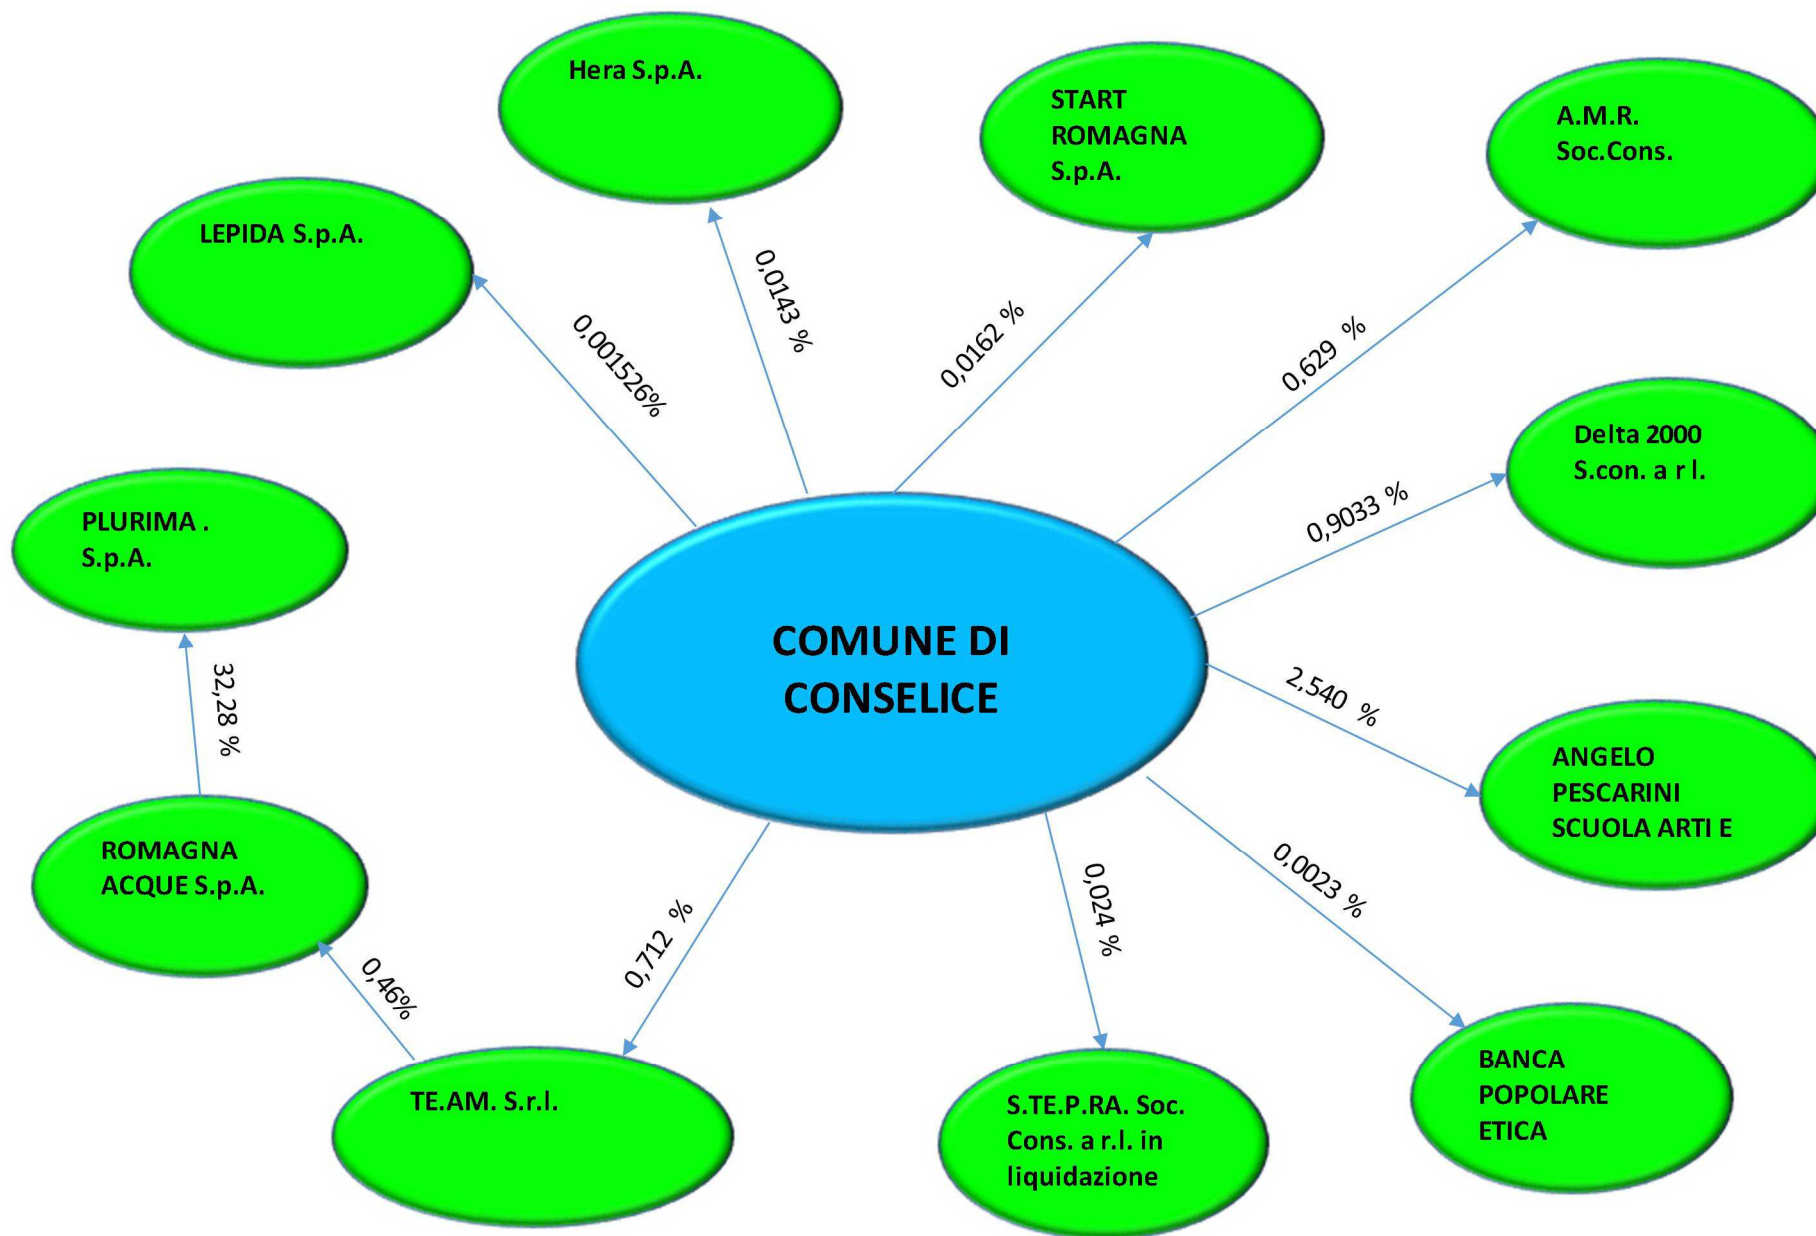 Hera S.p.A.
START
ROMAGNA
S.p.A.
A.M.R.
Soc.Cons.
LEPIDA S.p.A.
0,0143 %
0,0162 %
0,629 %
0,001526%
Delta 2000
S.con. a r l.
0,9033 %
PLURIMA .
S.p.A.
COMUNE DI
CONSELICE
32,28 %
2,540 %
ANGELO
PESCARINI
SCUOLA ARTI E
ROMAGNA
ACQUE S.p.A.
0,0023 %
0,024 %
0,712 %
0,46%
TE.AM. S.r.l.
S.TE.P.RA. Soc.
Cons. a r.l. in
liquidazione
BANCA
POPOLARE
ETICA